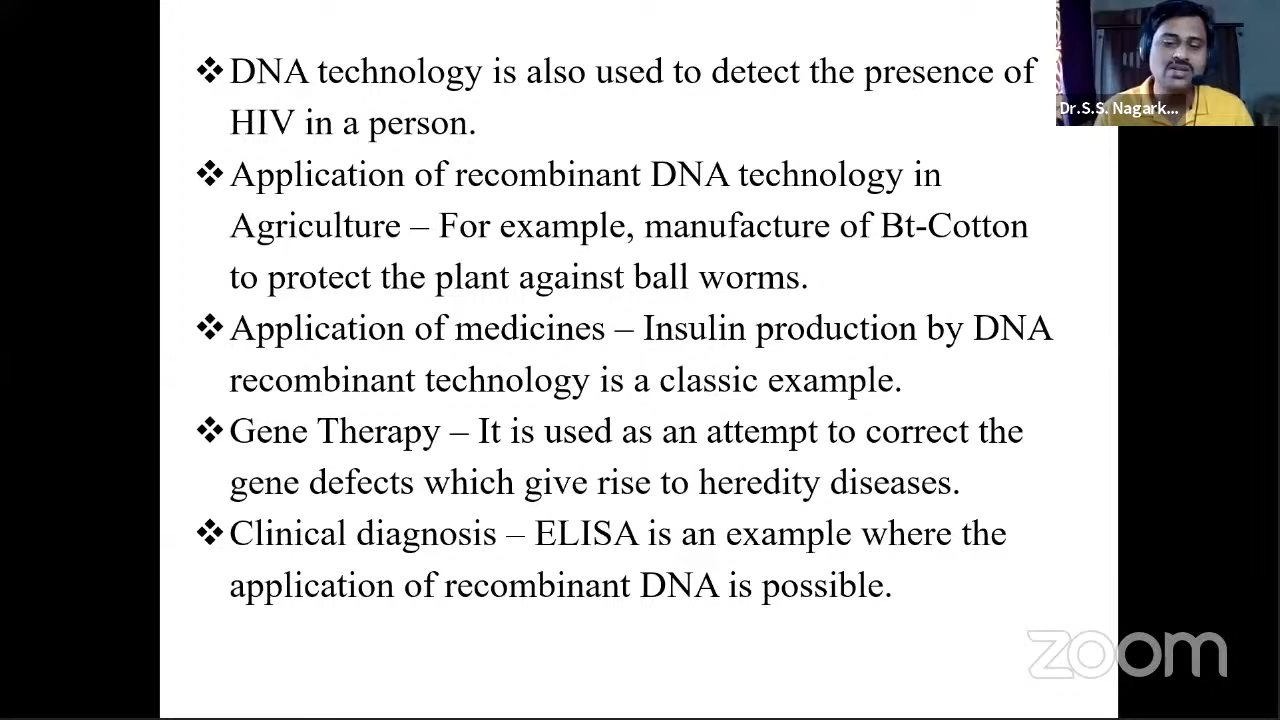 ❖DNA technology is also used to detect the presence of
HIV in a person.
❖Application of recombinant DNA technology in
Agriculture – For example, manufacture of Bt-Cotton
to protect the plant against ball worms.
❖Application of medicines – Insulin production by DNA
recombinant technology is a classic example.
❖Gene Therapy – It is used as an attempt to correct the
gene defects which give rise to heredity diseases.
❖Clinical diagnosis – ELISA is an example where the
application of recombinant DNA is possible.
Dr.S.S. Nagark...
zoom